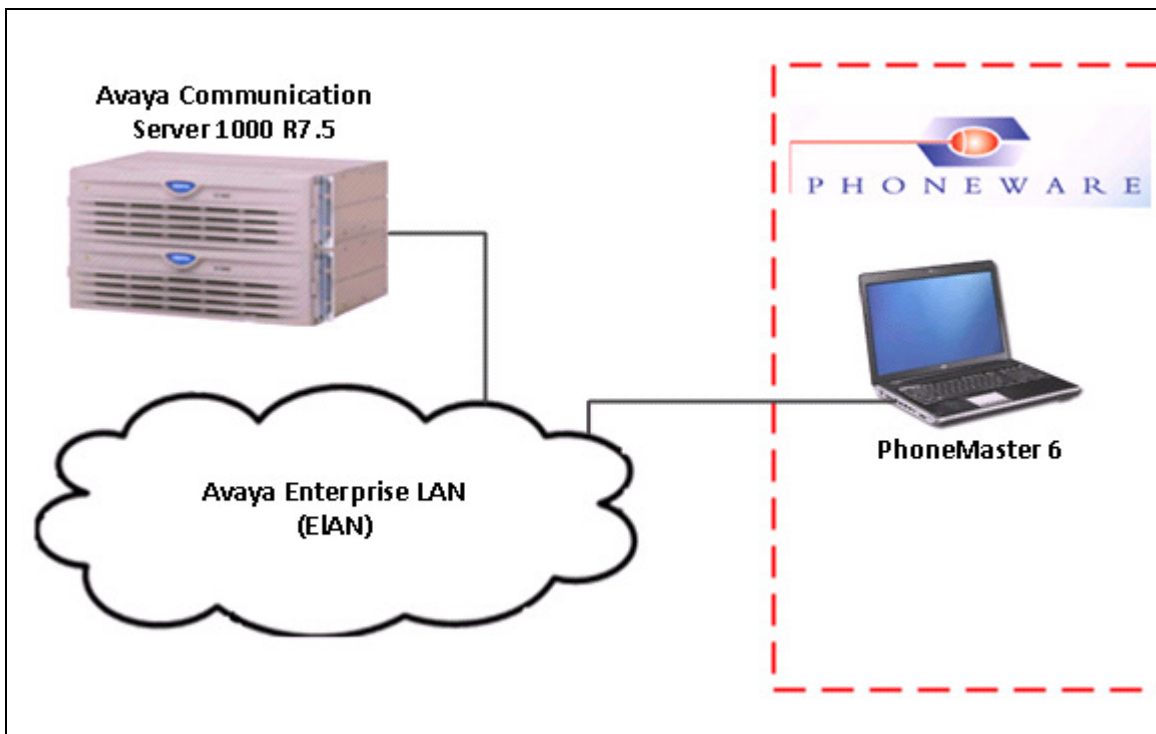 Avaya Communication
Server 1000 R7.5
PHONEWARE
PhoneMaster 6
Avaya Enterprise LAN
(ElAN)